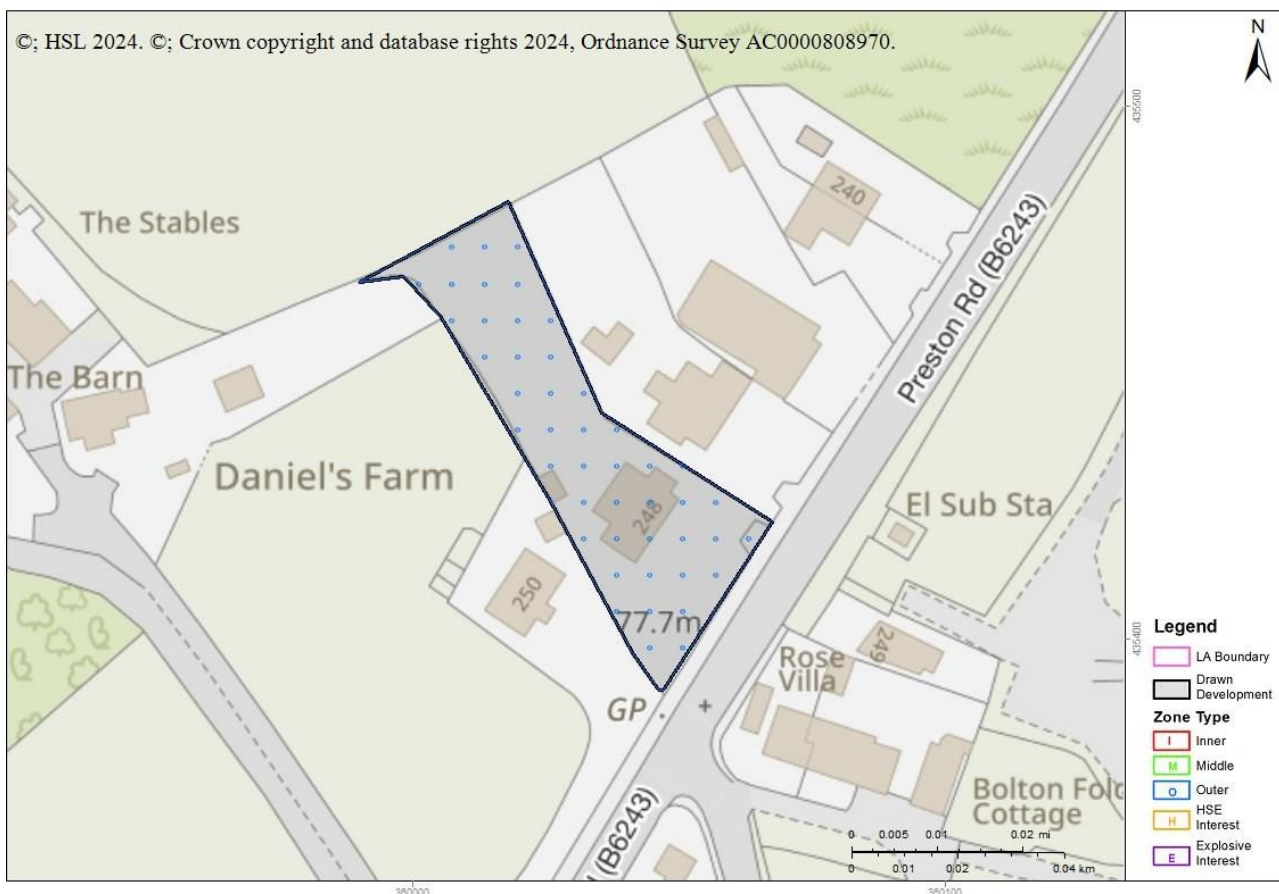 ©; HSL 2024. ©; Crown copyright and database rights 2024, Ordnance Survey AC0000808970.
N
435500
240
The Stables
Preston Rd (B6243)
The Barn
Daniel's Farm
248
El Sub Sta
250
77.7m
249
Rose
Villa
GP
Bolton Fold
Cottage
(B6243)
435400
0 0.005 0.01 0.02 mi
0 0.01 0.02 0.04 km
380000
380100
Legend
LA Boundary
Drawn
Development
Zone Type
I Inner
M Middle
O Outer
H HSE
Interest
E Explosive
Interest